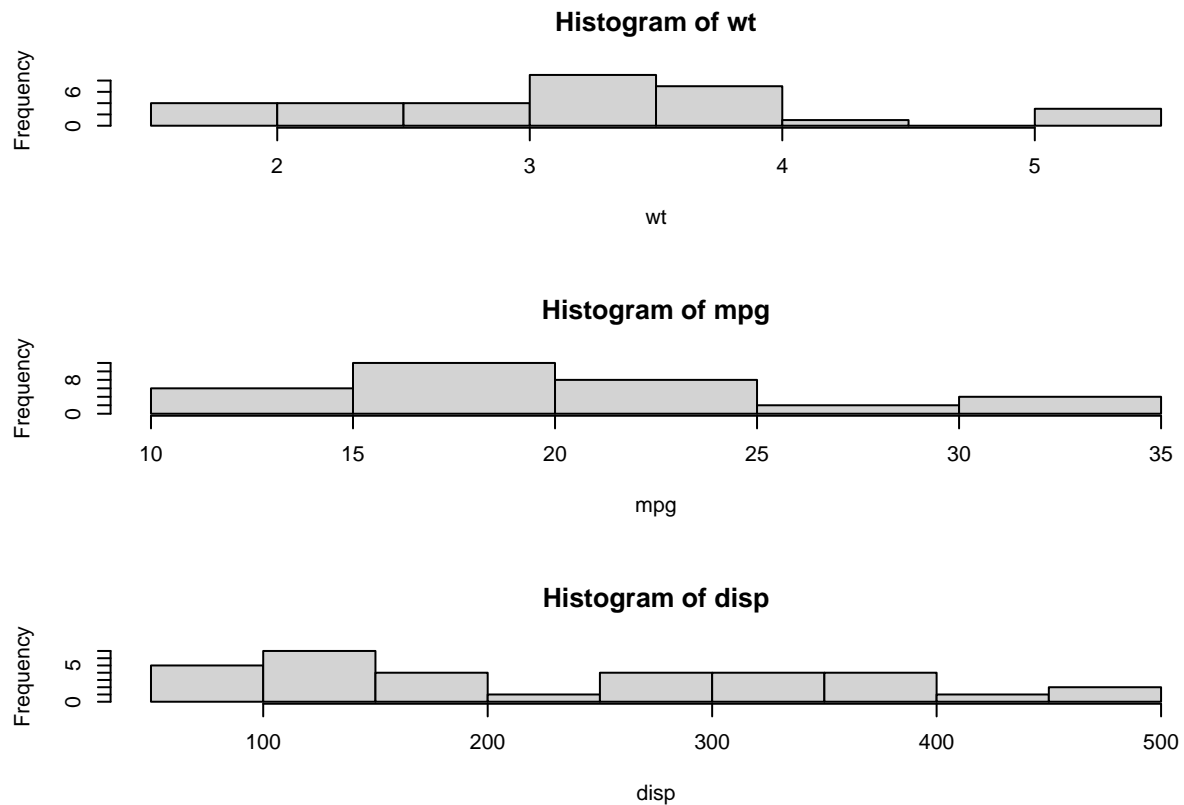 Histogram of wt
Frequency
0 6
2 3 4 5
wt
Histogram of mpg
Frequency
0 8
10 15 20 25 30 35
mpg
Histogram of disp
Frequency
0 5
100 200 300 400 500
disp